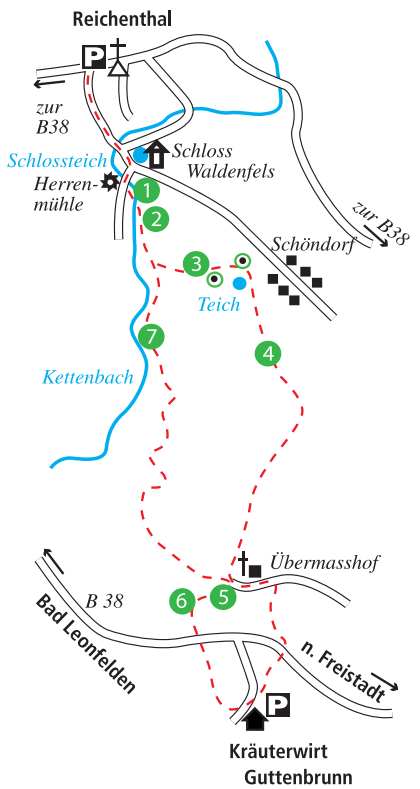 Reichenthal
P
zur
B38
Schlossteich
Schloss
Waldenfels
Herren-
mühle
1
2
zur B38
Schöndorf
3
Teich
7
4
Kettenbach
Übermasshof
B 38
6
5
Bad Leonfelden
n. Freistadt
P
Kräuterwirt
Guttenbrunn